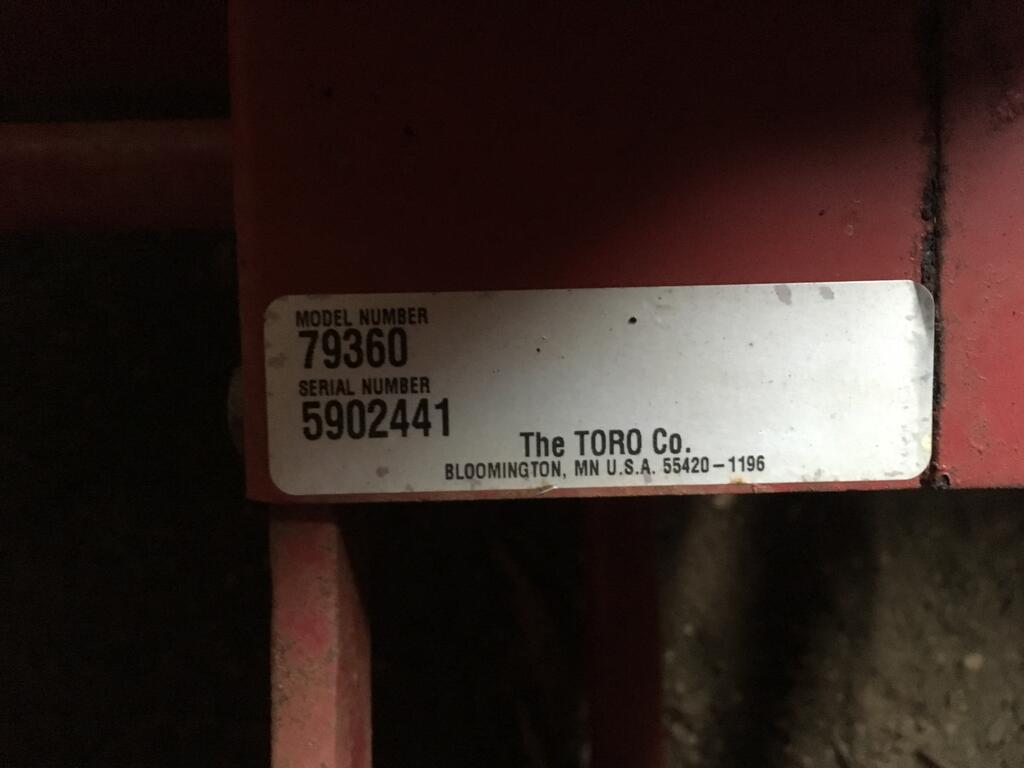 MODEL NUMBER
79360
SERIAL NUMBER
5902441
The TORO Co.
BLOOMINGTON, MN U.S.A. 55420-1196